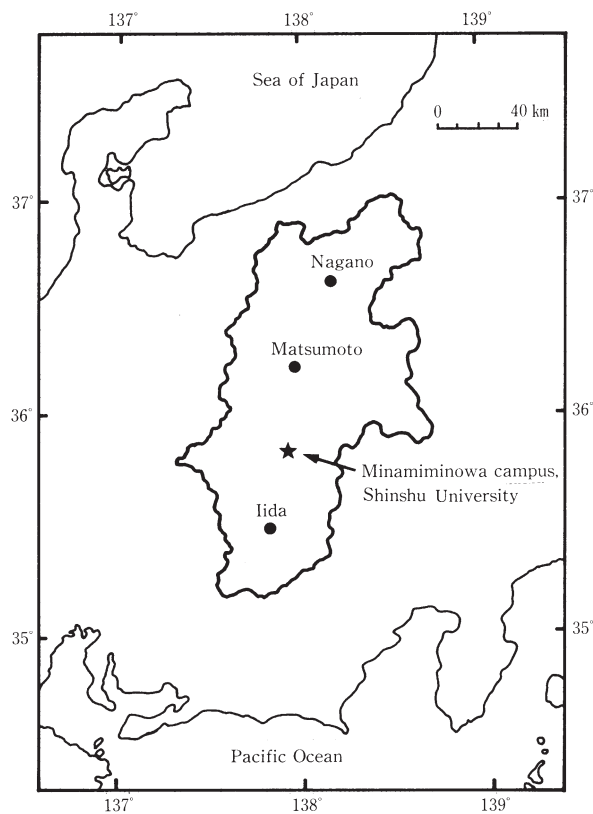 137° 138° 139°
Sea of Japan
0 40 km
37° 37°
Nagano
Matsumoto
36° 36°
Minamiminowa campus,
Shinshu University
Iida
35° 35°
Pacific Ocean
137° 138° 139°